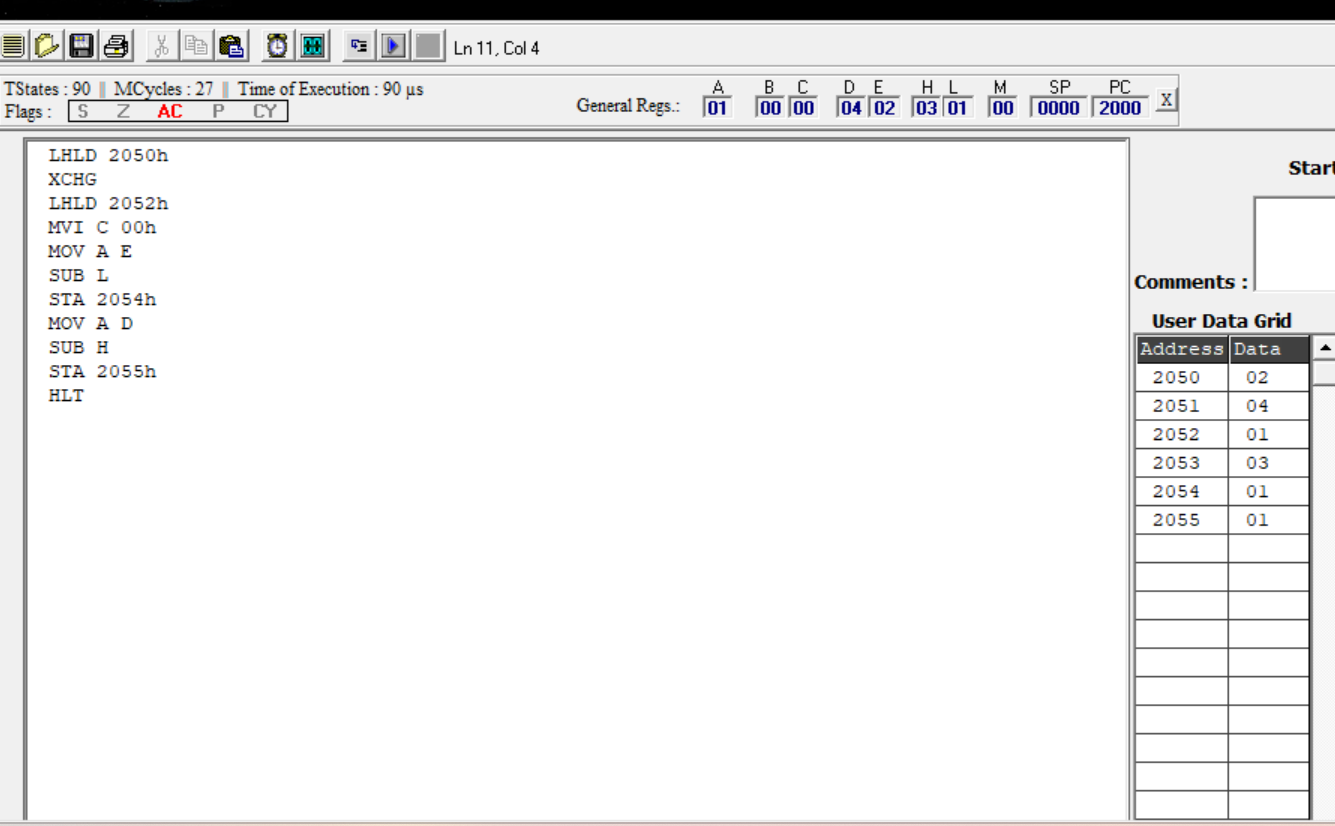 Ln 11, Col 4
TStates : 90 || MCycles : 27 || Time of Execution : 90 µs
Flags : S Z AC P CY
General Regs.: A B C D E H L M SP PC X
01 00 00 04 02 03 01 00 0000 2000
LHLD 2050h
XCHG
LHLD 2052h
MVI C 00h
MOV A E
SUB L
STA 2054h
MOV A D
SUB H
STA 2055h
HLT
Start
Comments :
User Data Grid
Address Data
2050 02
2051 04
2052 01
2053 03
2054 01
2055 01